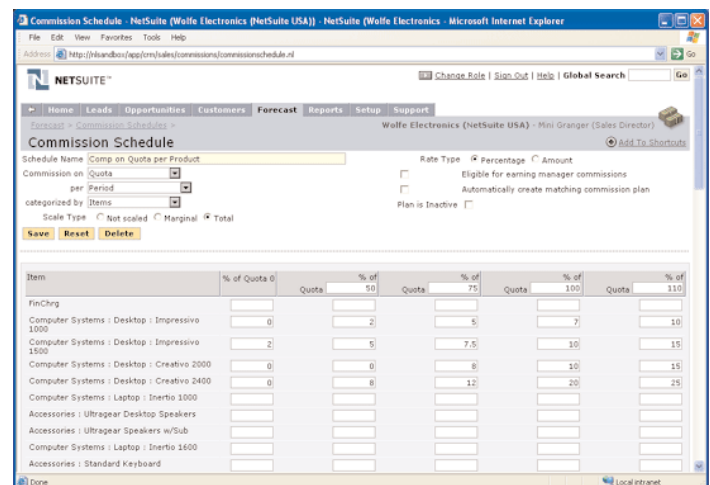 Commission Schedule - NetSuite (Wolfe Electronics (NetSuite USA)) - NetSuite (Wolfe Electronics - Microsoft Internet Explorer
File Edit View Favorites Tools Help
Address http://nlsandbox/app/crm/sales/commissions/commissionschedule.nl Go
N NETSUITE™ Change Role | Sign Out | Help | Global Search Go
Home Leads Opportunities Customers Forecast Reports Setup Support
Forecast > Commission Schedules > Wolfe Electronics (NetSuite USA) - Mini Granger (Sales Director)
Commission Schedule Add To Shortcuts
Schedule Name Comp on Quota per Product Rate Type Percentage Amount
Commission on Quota Eligible for earning manager commissions
per Period Automatically create matching commission plan
categorized by Items Plan is Inactive
Scale Type Not scaled Marginal Total
Save Reset Delete
Item % of Quota 0 % of Quota 50 % of Quota 75 % of Quota 100 % of Quota 110
FinChrg
Computer Systems : Desktop : Impressivo 1000 0 2 5 7 10
Computer Systems : Desktop : Impressivo 1500 2 5 7.5 10 15
Computer Systems : Desktop : Creativo 2000 0 0 8 10 15
Computer Systems : Desktop : Creativo 2400 0 8 12 20 25
Computer Systems : Laptop : Inertio 1000
Accessories : Ultragear Desktop Speakers
Accessories : Ultragear Speakers w/Sub
Computer Systems : Laptop : Inertio 1600
Accessories : Standard Keyboard
Done Local intranet